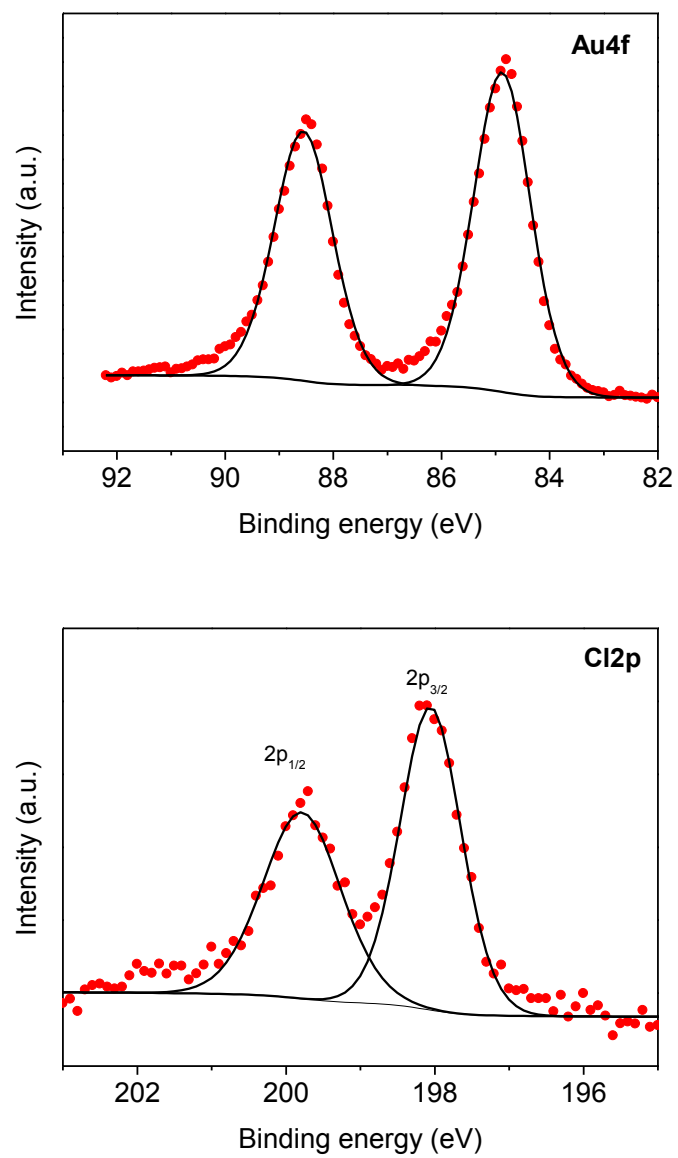 Au4f
Intensity (a.u.)
92 90 88 86 84 82
Binding energy (eV)
Cl2p
2p3/2
2p1/2
Intensity (a.u.)
202 200 198 196
Binding energy (eV)